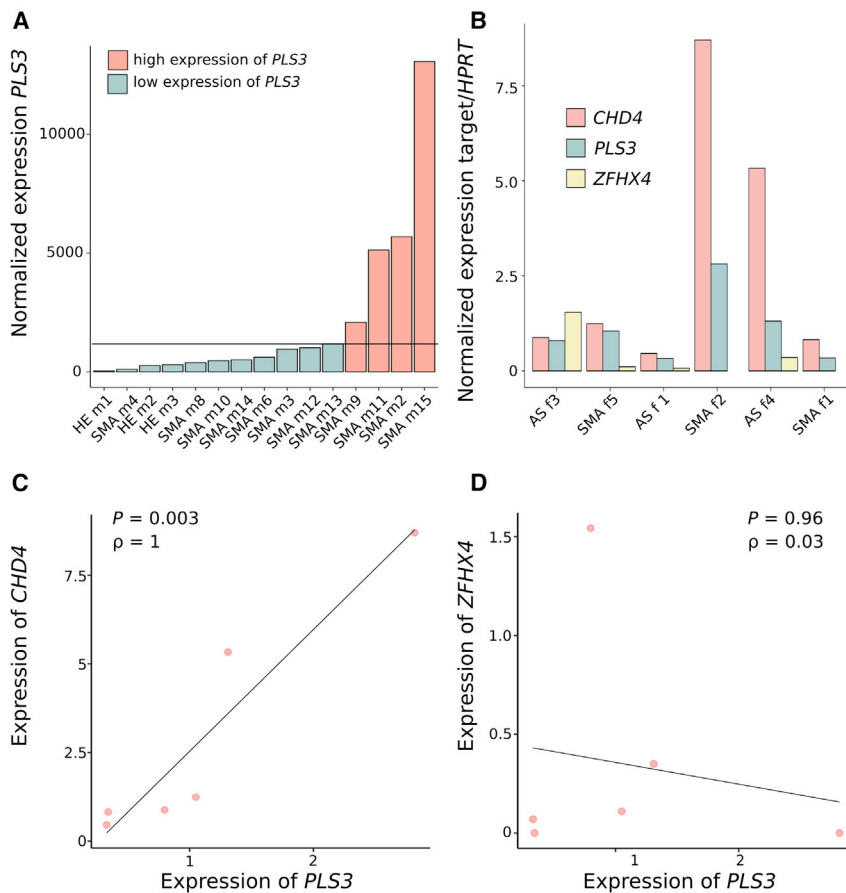 A
Normalized expression PLS3
high expression of PLS3
low expression of PLS3
10000
5000
0
HE m1
SMA m4
HE m2
HE m3
SMA m8
SMA m10
SMA m14
SMA m6
SMA m3
SMA m12
SMA m13
SMA m9
SMA m11
SMA m2
SMA m15
B
Normalized expression target/HPRT
CHD4
PLS3
ZFHX4
7.5
5.0
2.5
0
AS f3
SMA f5
AS f 1
SMA f2
AS f4
SMA f1
C
P = 0.003
ρ = 1
Expression of CHD4
7.5
5
2.5
0
1
2
Expression of PLS3
D
P = 0.96
ρ = 0.03
Expression of ZFHX4
1.5
1.0
0.5
0
1
2
Expression of PLS3